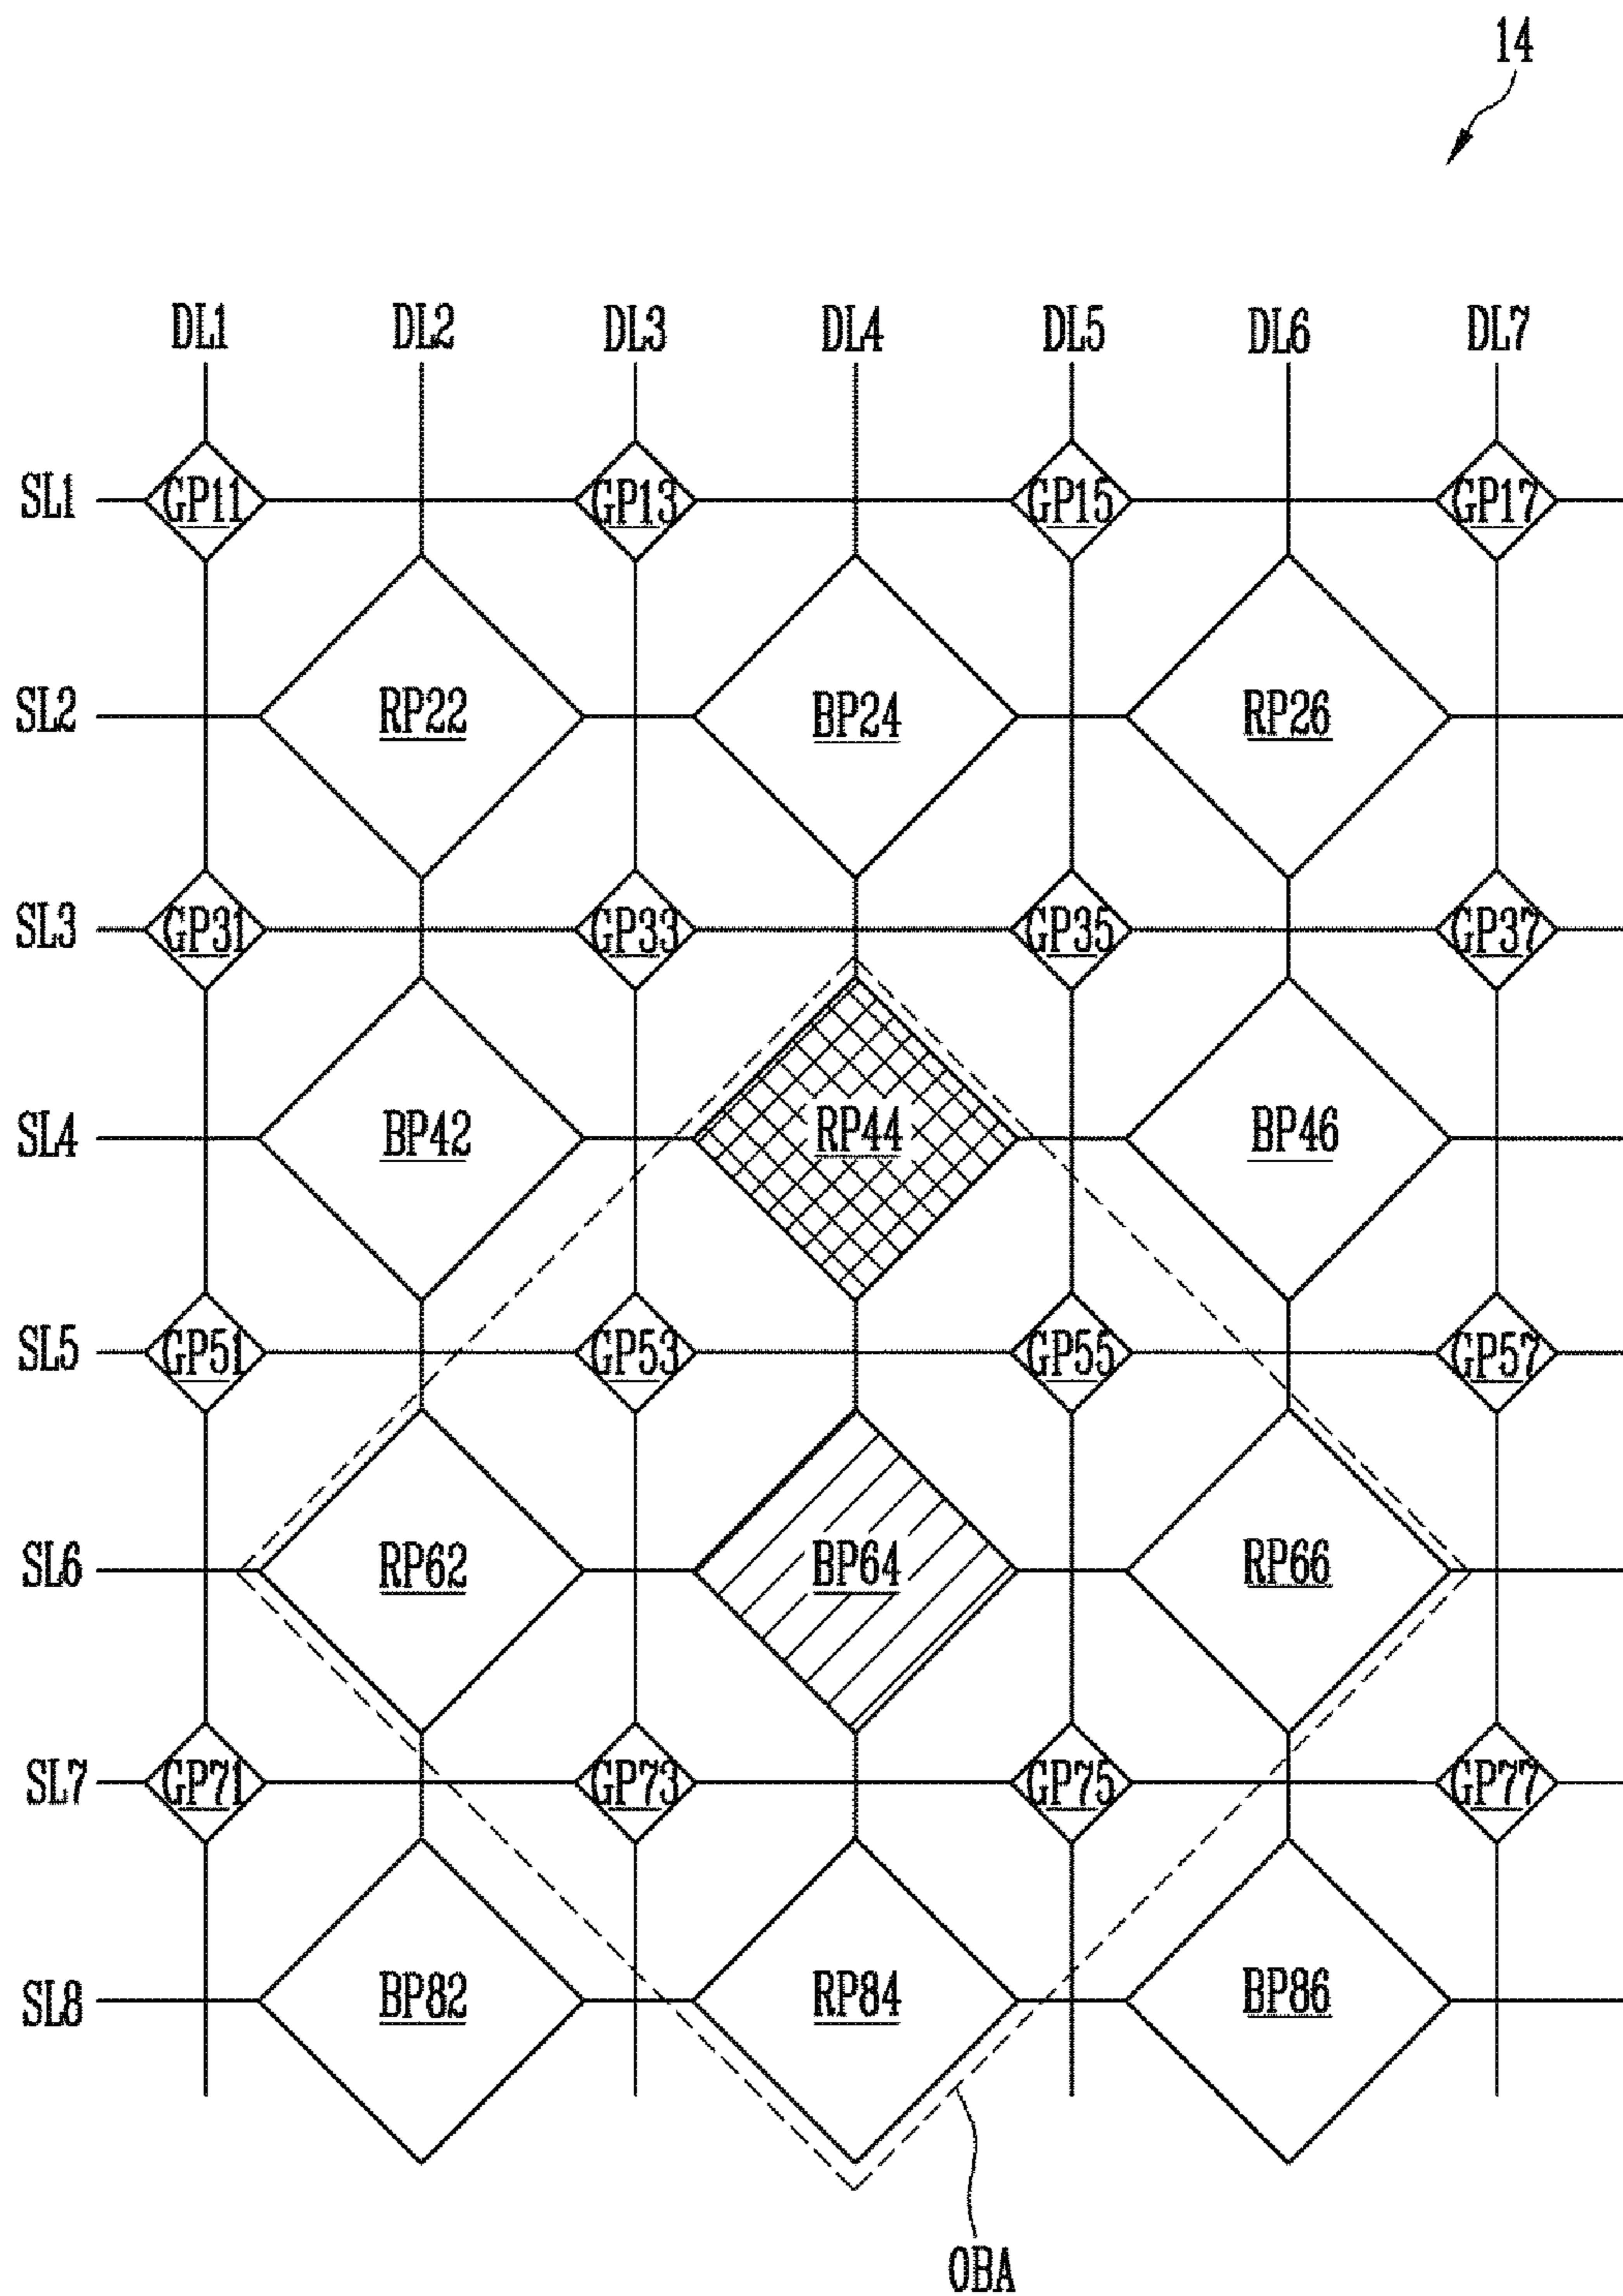 14
DL1 DL2 DL3 DL4 DL5 DL6 DL7
SL1 GP11 GP13 GP15 GP17
SL2 RP22 BP24 RP26
SL3 GP31 GP33 GP35 GP37
SL4 BP42 RP44 BP46
SL5 GP51 GP53 GP55 GP57
SL6 RP62 BP64 RP66
SL7 GP71 GP73 GP75 GP77
SL8 BP82 RP84 BP86
OBA